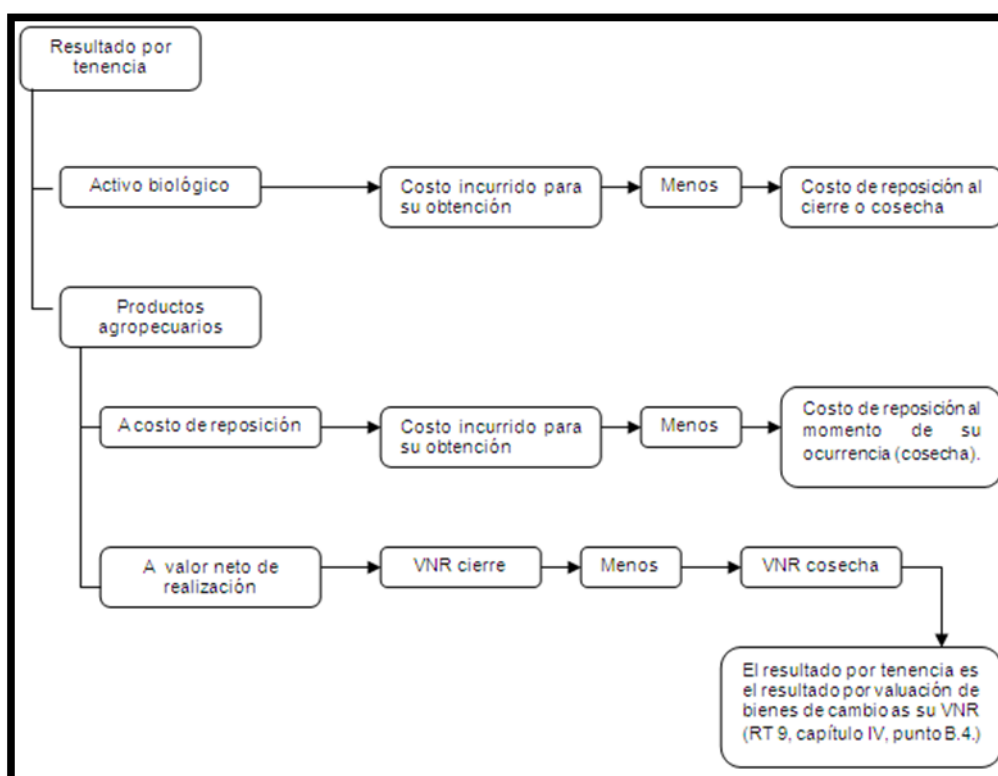 Resultado por
tenencia
Activo biológico
Costo incurrido para
su obtención
Menos
Costo de reposición al
cierre o cosecha
Productos
agropecuarios
A costo de reposición
Costo incurrido para
su obtención
Menos
Costo de reposición al
momento de su
ocurrencia (cosecha).
A valor neto de
realización
VNR cierre
Menos
VNR cosecha
El resultado por tenencia es
el resultado por valuación de
bienes de cambio as su VNR
(RT 9, capítulo IV, punto B.4.)